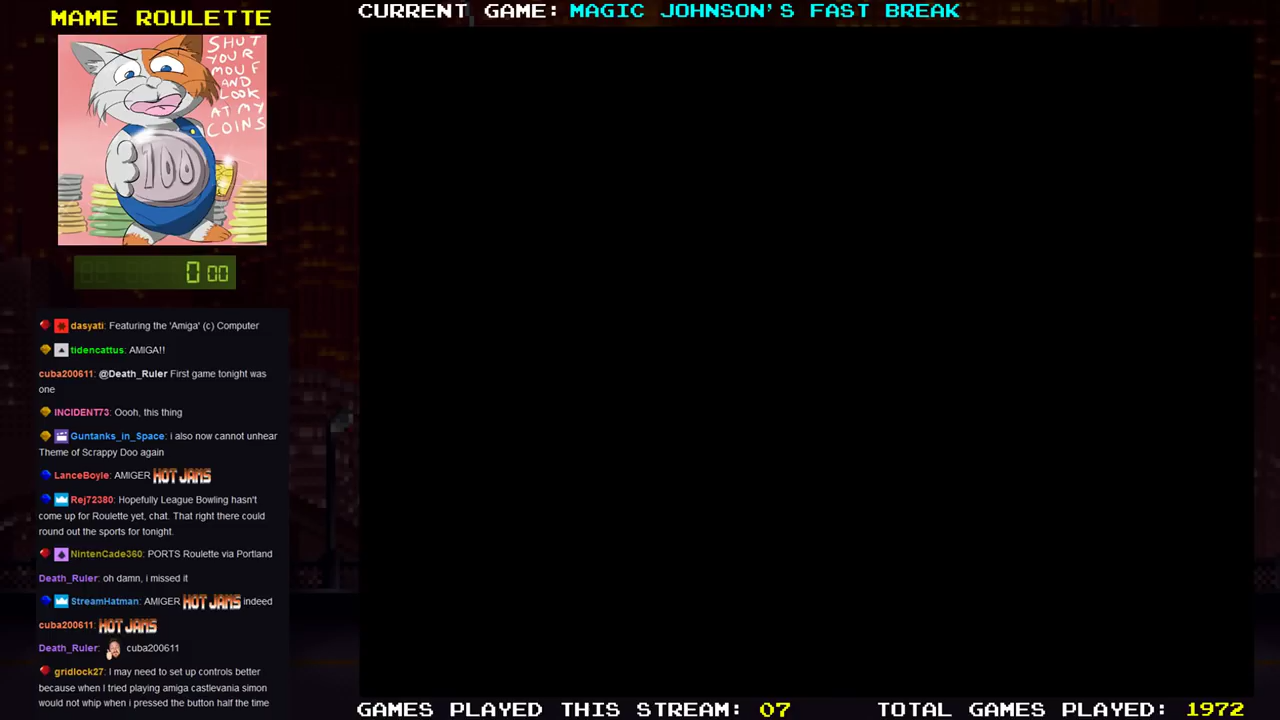 MAME ROULETTE
CURRENT GAME: MAGIC JOHNSON'S FAST BREAK
SHUT
YOUR
MOUF
AND
LOOK
AT MY
COINS
100
0 00
dasyati: Featuring the 'Amiga' (c) Computer
tidencattus: AMIGA!!
cuba200611: @Death_Ruler First game tonight was
one
INCIDENT73: Oooh, this thing
Guntanks_in_Space: i also now cannot unhear
Theme of Scrappy Doo again
LanceBoyle: AMIGER HOT JAMS
Rej72380: Hopefully League Bowling hasn't
come up for Roulette yet, chat. That right there could
round out the sports for tonight.
NintenCade360: PORTS Roulette via Portland
Death_Ruler: oh damn, i missed it
StreamHatman: AMIGER HOT JAMS indeed
cuba200611: HOT JAMS
Death_Ruler: cuba200611
gridlock27: I may need to set up controls better
because when I tried playing amiga castlevania simon
would not whip when i pressed the button half the time
GAMES PLAYED THIS STREAM: 07
TOTAL GAMES PLAYED: 1972